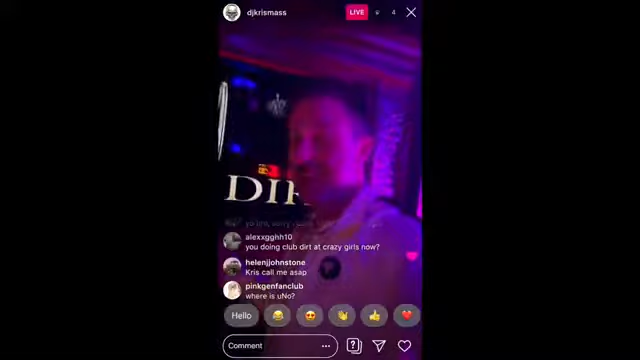 djkrismass
LIVE
4
DIR
alexxgghh10
you doing club dirt at crazy girls now?
helenjjohnstone
Kris call me asap
pinkgenfanclub
where is uNo?
Hello
Comment